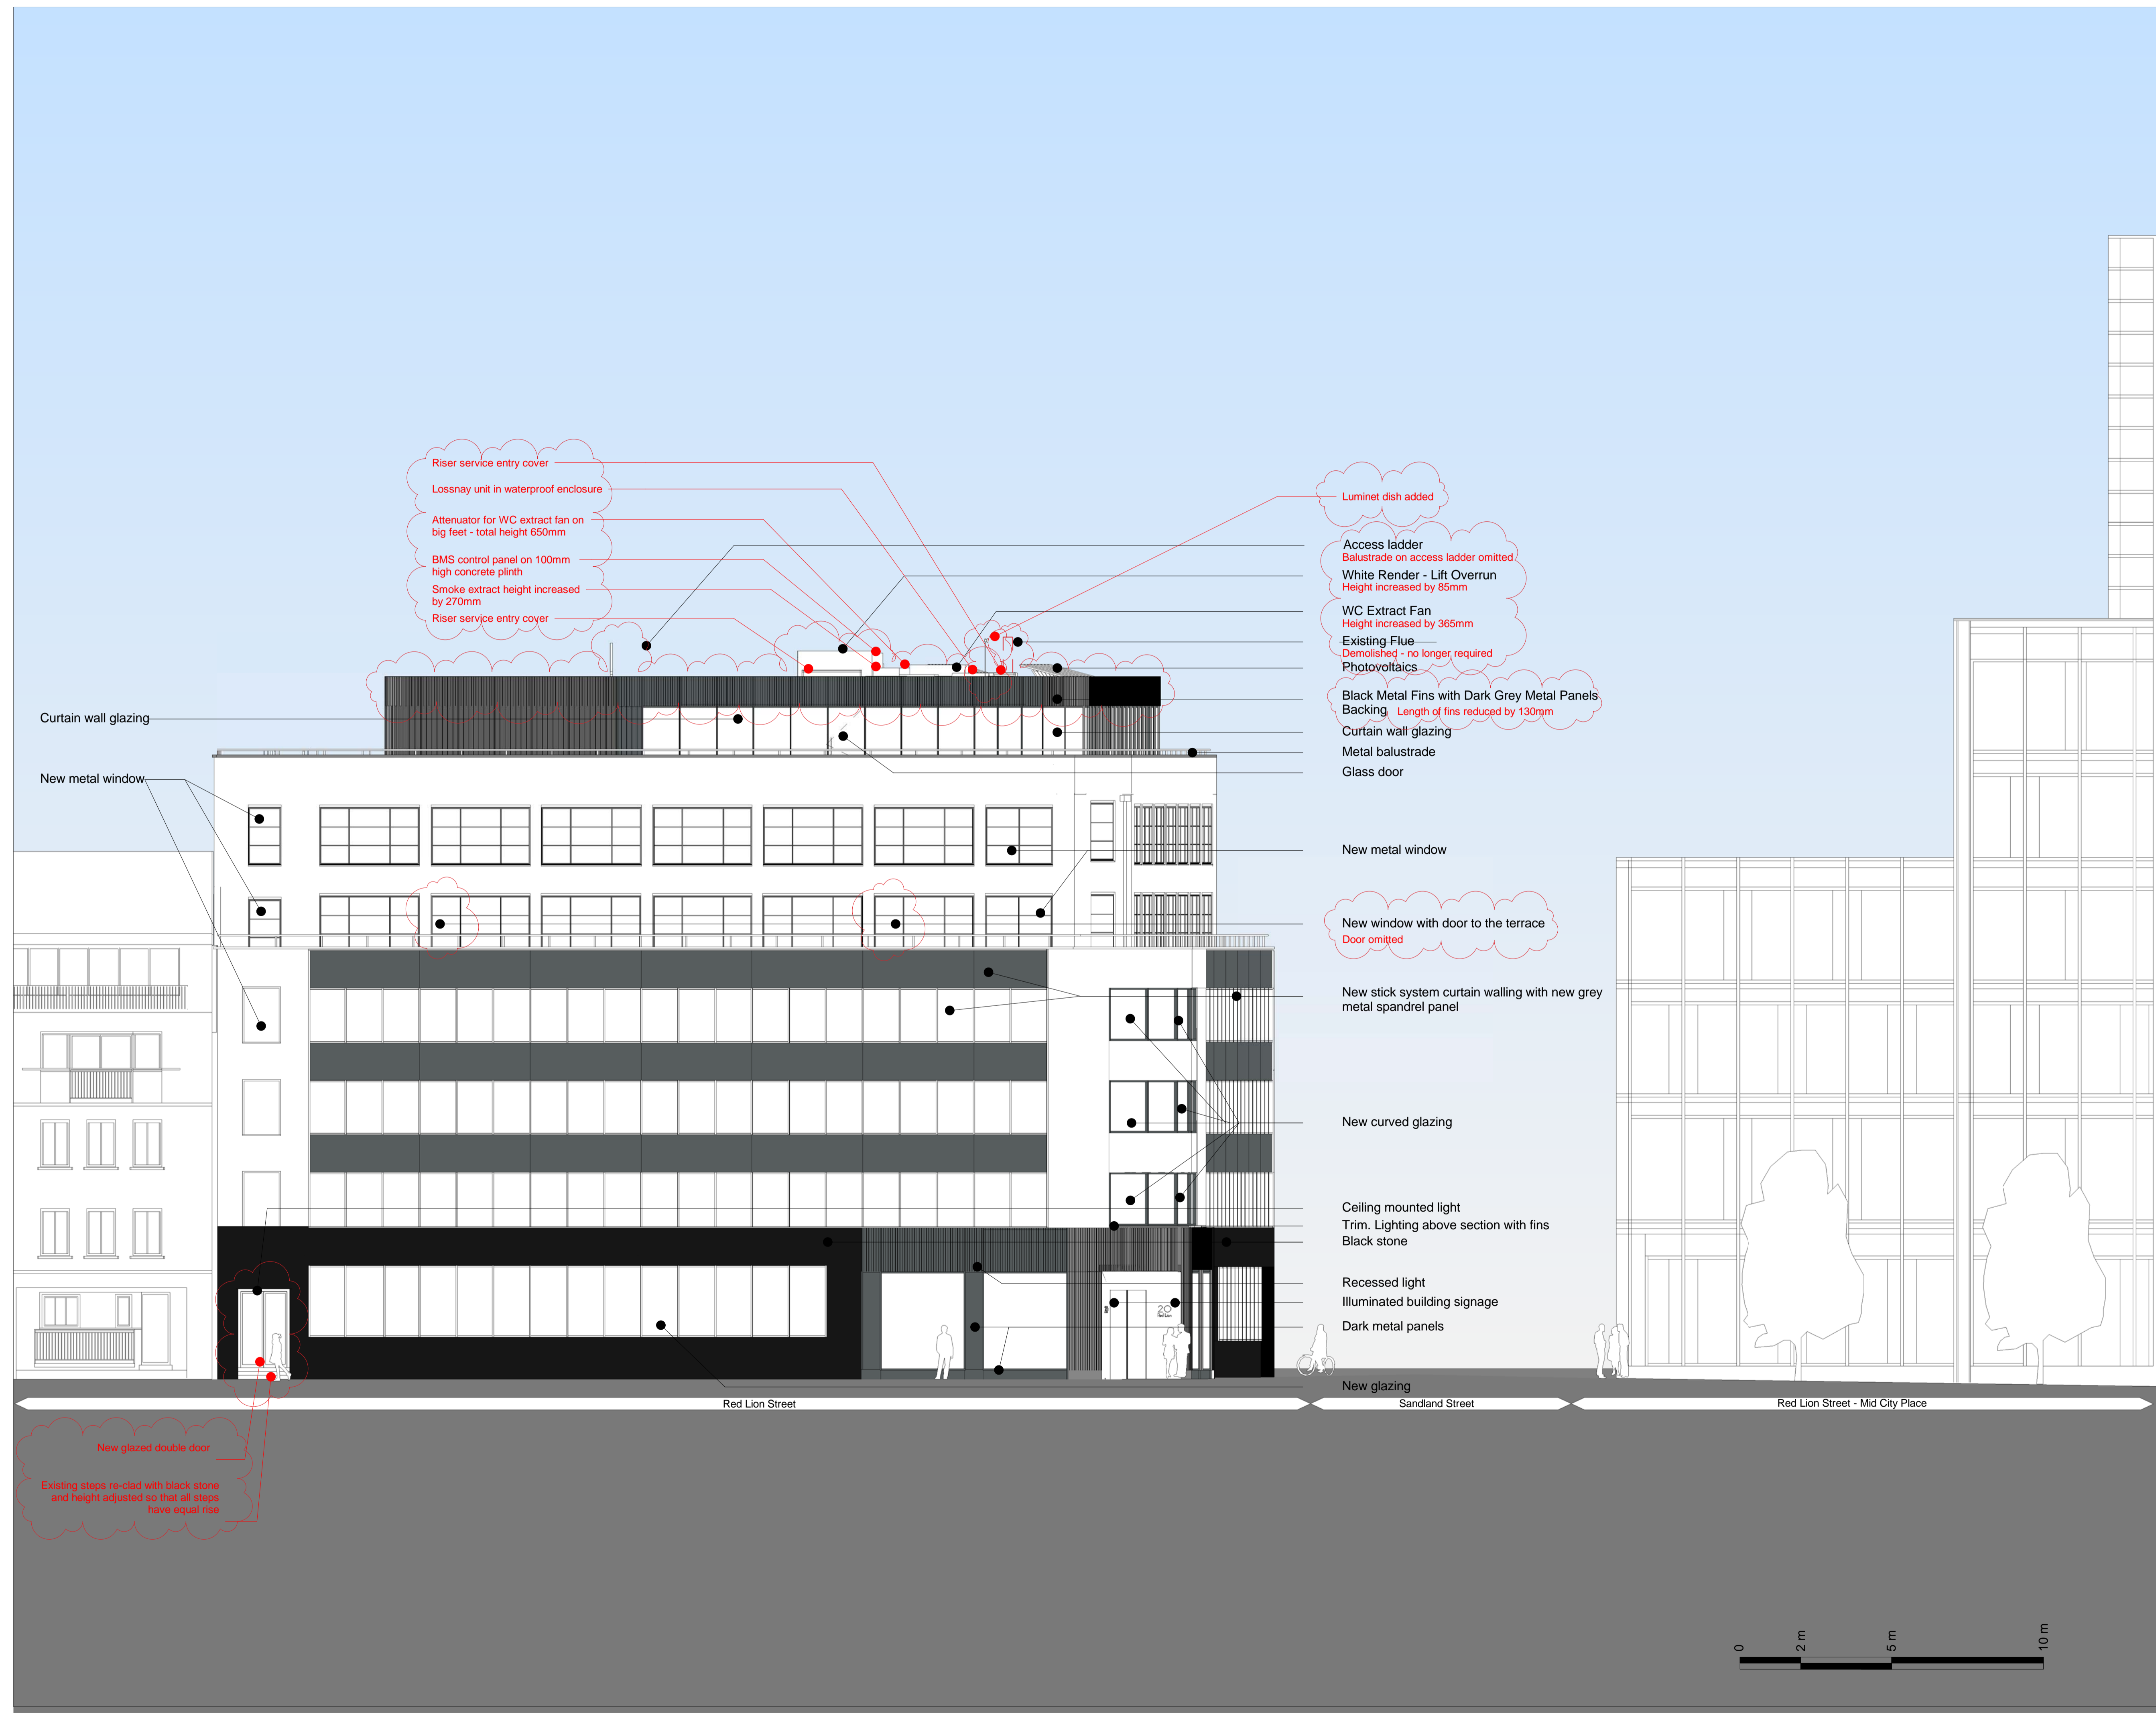 Riser service entry cover
Lossnay unit in waterproof enclosure
Attenuator for WC extract fan on
big feet - total height 650mm
BMS control panel on 100mm
high concrete plinth
Smoke extract height increased
by 270mm
Riser service entry cover
Luminet dish added
Access ladder
Balustrade on access ladder omitted
White Render - Lift Overrun
Height increased by 85mm
WC Extract Fan
Height increased by 365mm
Existing Flue
Demolished - no longer required
Photovoltaics
Black Metal Fins with Dark Grey Metal Panels
Backing Length of fins reduced by 130mm
Curtain wall glazing
Metal balustrade
Glass door
Curtain wall glazing
New metal window
New metal window
New window with door to the terrace
Door omitted
New stick system curtain walling with new grey
metal spandrel panel
New curved glazing
Ceiling mounted light
Trim. Lighting above section with fins
Black stone
Recessed light
Illuminated building signage
Dark metal panels
New glazing
20
Red Lion Street
Sandland Street
Red Lion Street - Mid City Place
New glazed double door
Existing steps re-clad with black stone
and height adjusted so that all steps
have equal rise
0
2 m
5 m
10 m